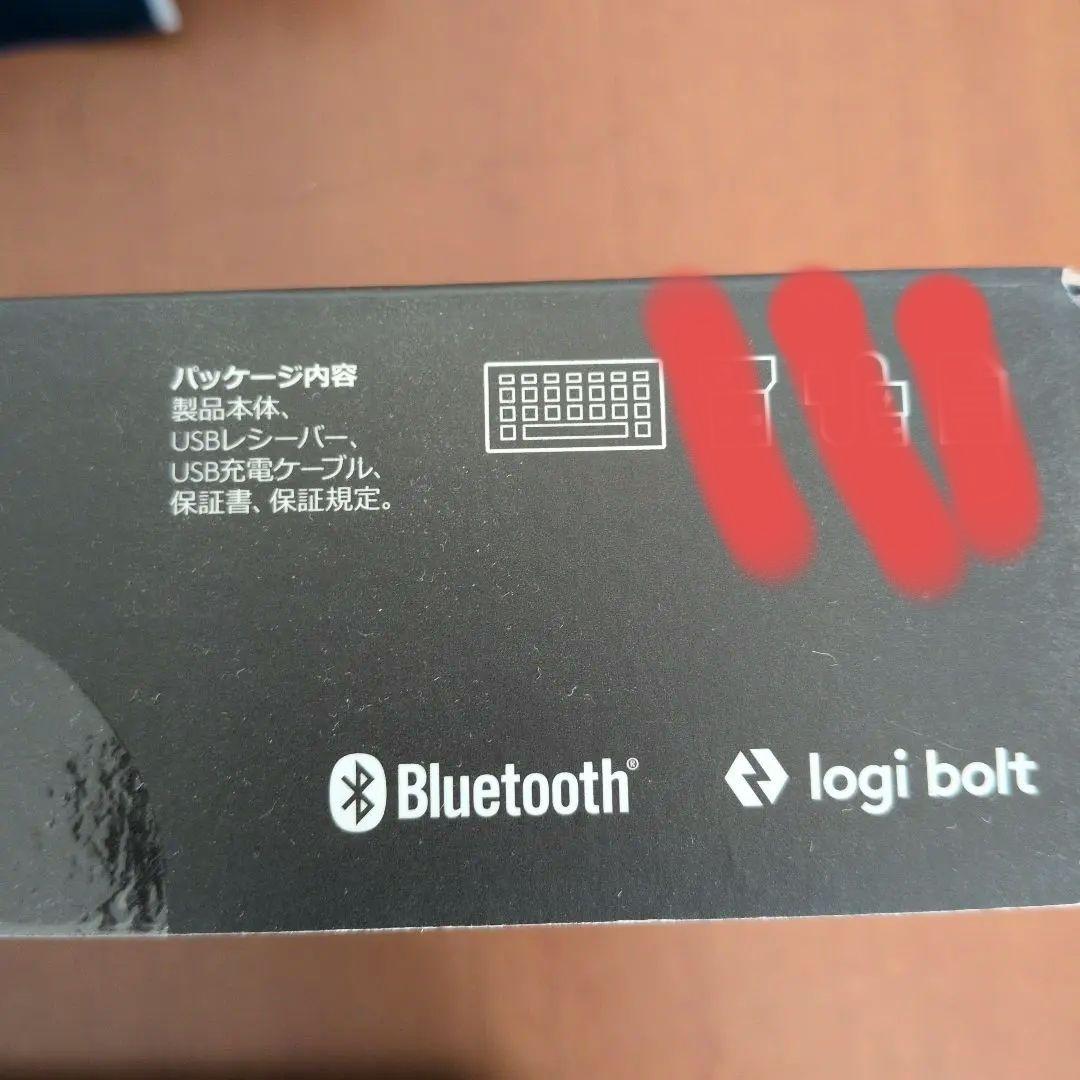 パッケージ内容
製品本体、
USBレシーバー、
USB充電ケーブル、
保証書、保証規定。
Bluetooth®
logi bolt